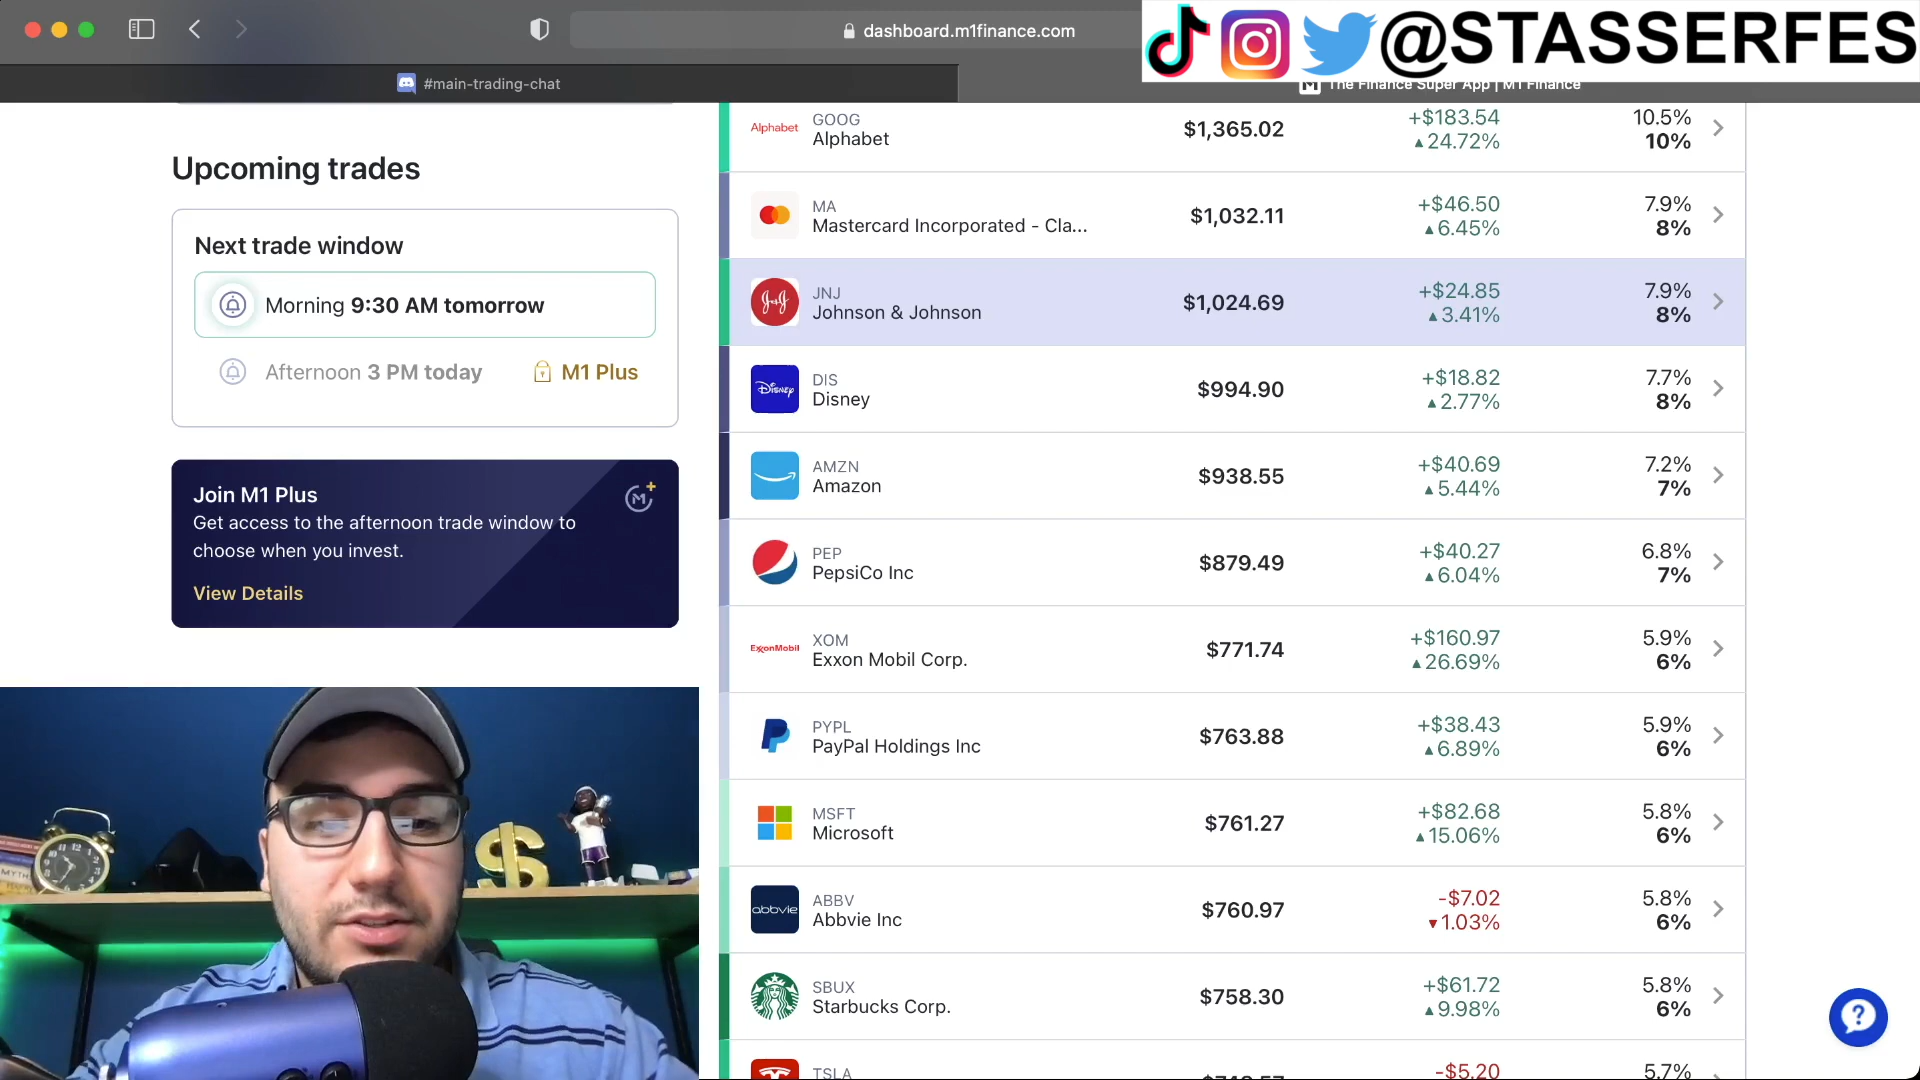 dashboard.m1finance.com
@STASSERFES
#main-trading-chat
The Finance Super App | M1 Finance
Upcoming trades
Next trade window
Morning 9:30 AM tomorrow
Afternoon 3 PM today
M1 Plus
Join M1 Plus
Get access to the afternoon trade window to
choose when you invest.
View Details
Alphabet
GOOG
Alphabet
$1,365.02
+$183.54
▲24.72%
10.5%
10%
MA
Mastercard Incorporated - Cla...
$1,032.11
+$46.50
▲6.45%
7.9%
8%
J&J
JNJ
Johnson & Johnson
$1,024.69
+$24.85
▲3.41%
7.9%
8%
Disney
DIS
Disney
$994.90
+$18.82
▲2.77%
7.7%
8%
AMZN
Amazon
$938.55
+$40.69
▲5.44%
7.2%
7%
PEP
PepsiCo Inc
$879.49
+$40.27
▲6.04%
6.8%
7%
ExxonMobil
XOM
Exxon Mobil Corp.
$771.74
+$160.97
▲26.69%
5.9%
6%
PYPL
PayPal Holdings Inc
$763.88
+$38.43
▲6.89%
5.9%
6%
MSFT
Microsoft
$761.27
+$82.68
▲15.06%
5.8%
6%
abbvie
ABBV
Abbvie Inc
$760.97
-$7.02
▼1.03%
5.8%
6%
SBUX
Starbucks Corp.
$758.30
+$61.72
▲9.98%
5.8%
6%
TSLA
-$5.20
5.7%